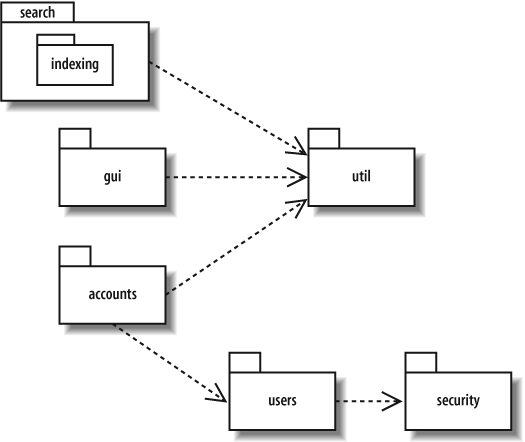 search
indexing
gui
util
accounts
users
security